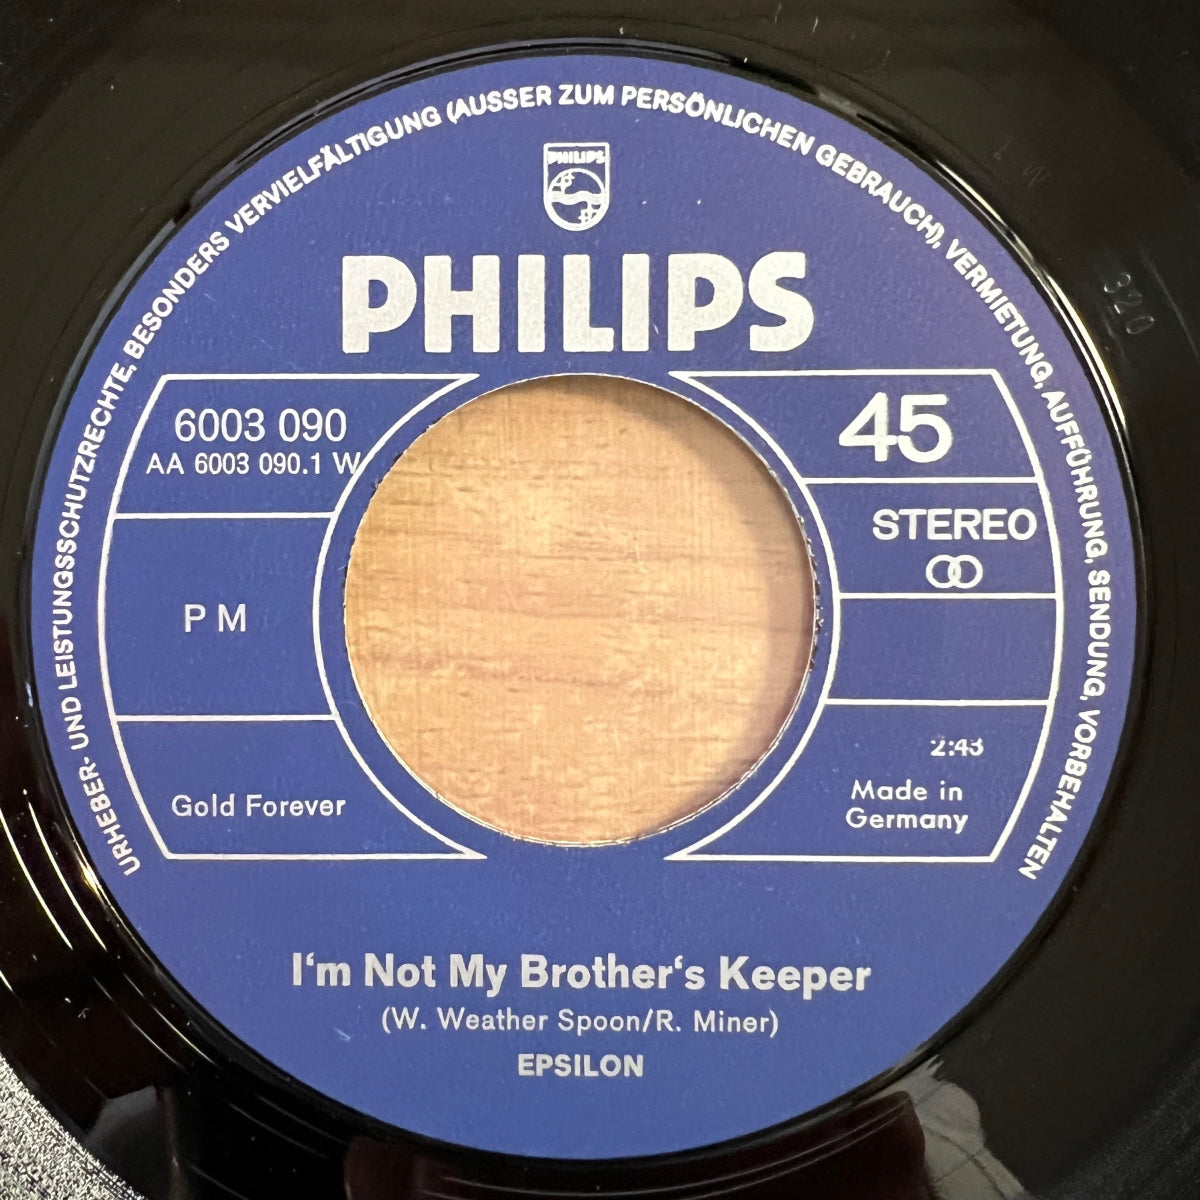 URHEBER- UND LEISTUNGSSCHUTZRECHTE, BESONDERS VERVIELFÄLTIGUNG (AUSSER ZUM PERSÖNLICHEN GEBRAUCH), VERMIETUNG, AUFFÜHRUNG, SENDUNG, VORBEHALTEN
PHILIPS
PHILIPS
6003 090
AA 6003 090.1 W
45
STEREO
P M
2:43
Gold Forever
Made in
Germany
I‘m Not My Brother‘s Keeper
(W. Weather Spoon/R. Miner)
EPSILON
320